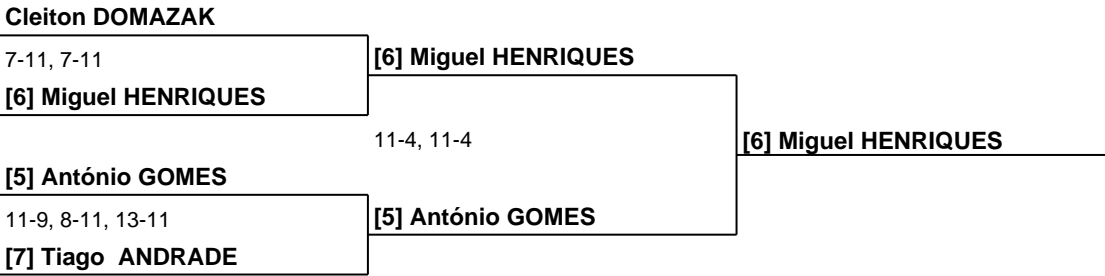 Cleiton DOMAZAK
7-11, 7-11
[6] Miguel HENRIQUES
[6] Miguel HENRIQUES
11-4, 11-4
[6] Miguel HENRIQUES
[5] António GOMES
11-9, 8-11, 13-11
[5] António GOMES
[7] Tiago  ANDRADE